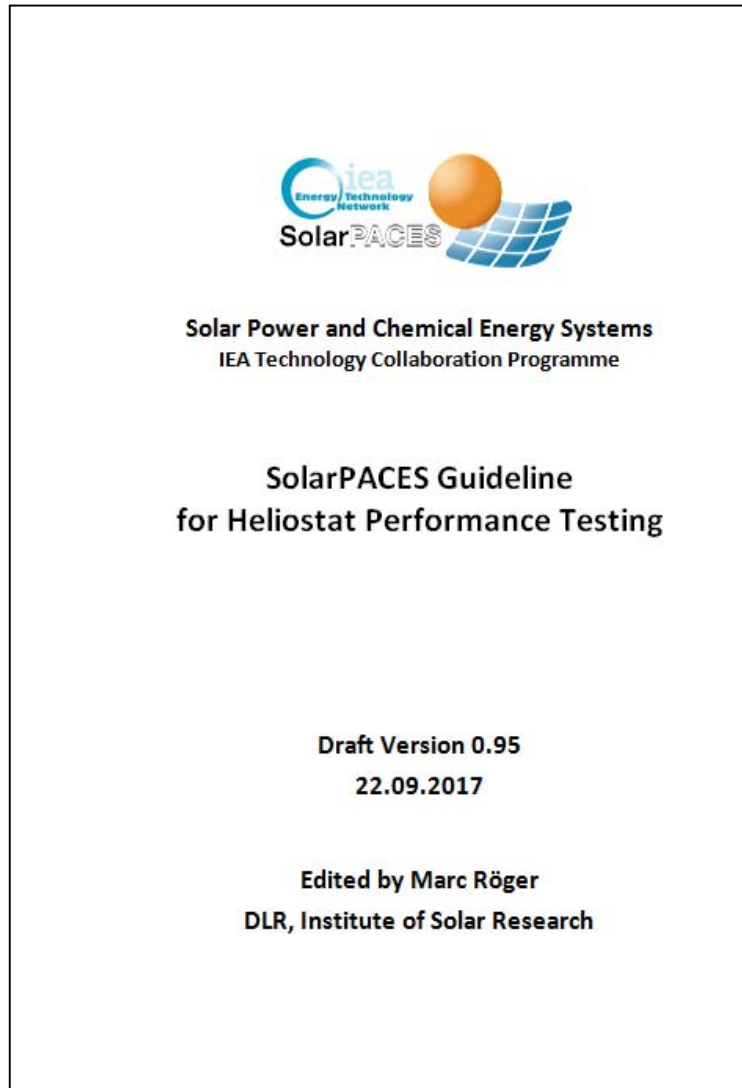 iea
Energy Technology
Network
SolarPACES
Solar Power and Chemical Energy Systems
IEA Technology Collaboration Programme
SolarPACES Guideline
for Heliostat Performance Testing
Draft Version 0.95
22.09.2017
Edited by Marc Röger
DLR, Institute of Solar Research